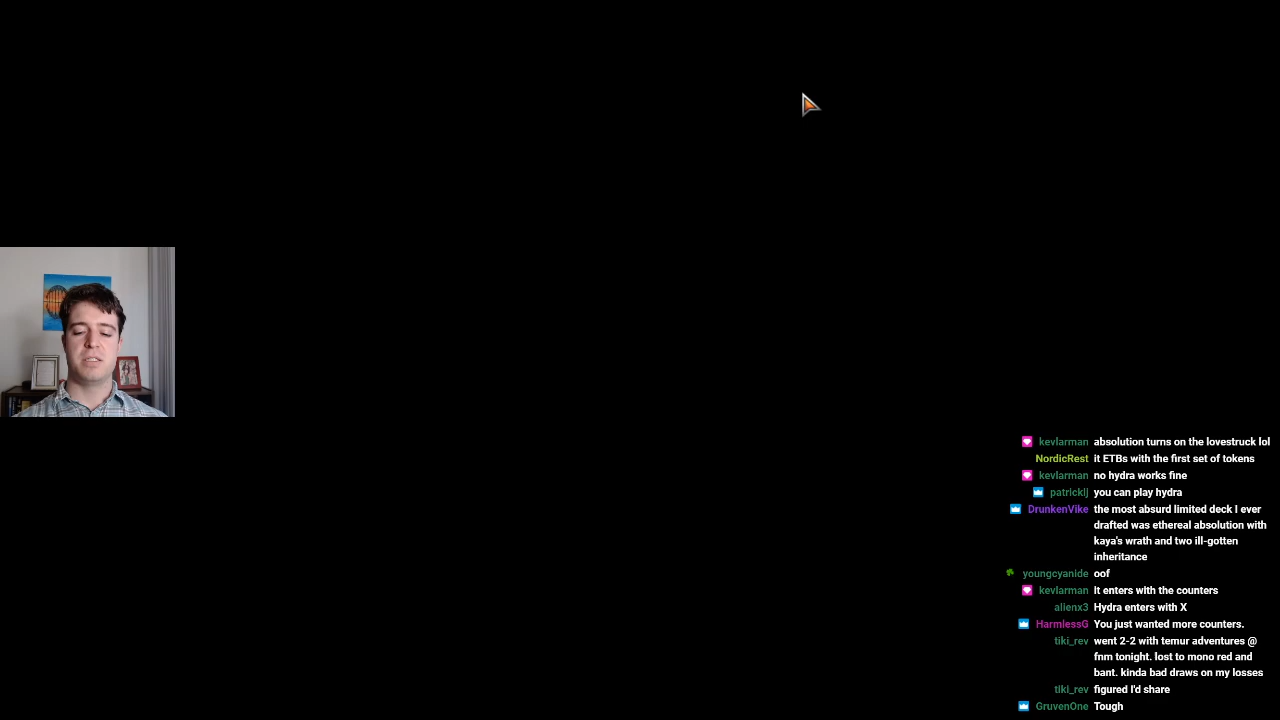 kevlarman absolution turns on the lovestruck lol
NordicRest it ETBs with the first set of tokens
kevlarman no hydra works fine
patricklj you can play hydra
DrunkenVike the most absurd limited deck I ever
drafted was ethereal absolution with
kaya's wrath and two ill-gotten
inheritance
youngcyanide oof
kevlarman it enters with the counters
alienx3 Hydra enters with X
HarmlessG You just wanted more counters.
tiki_rev went 2-2 with temur adventures @
fnm tonight. lost to mono red and
bant. kinda bad draws on my losses
tiki_rev figured I'd share
GruvenOne Tough